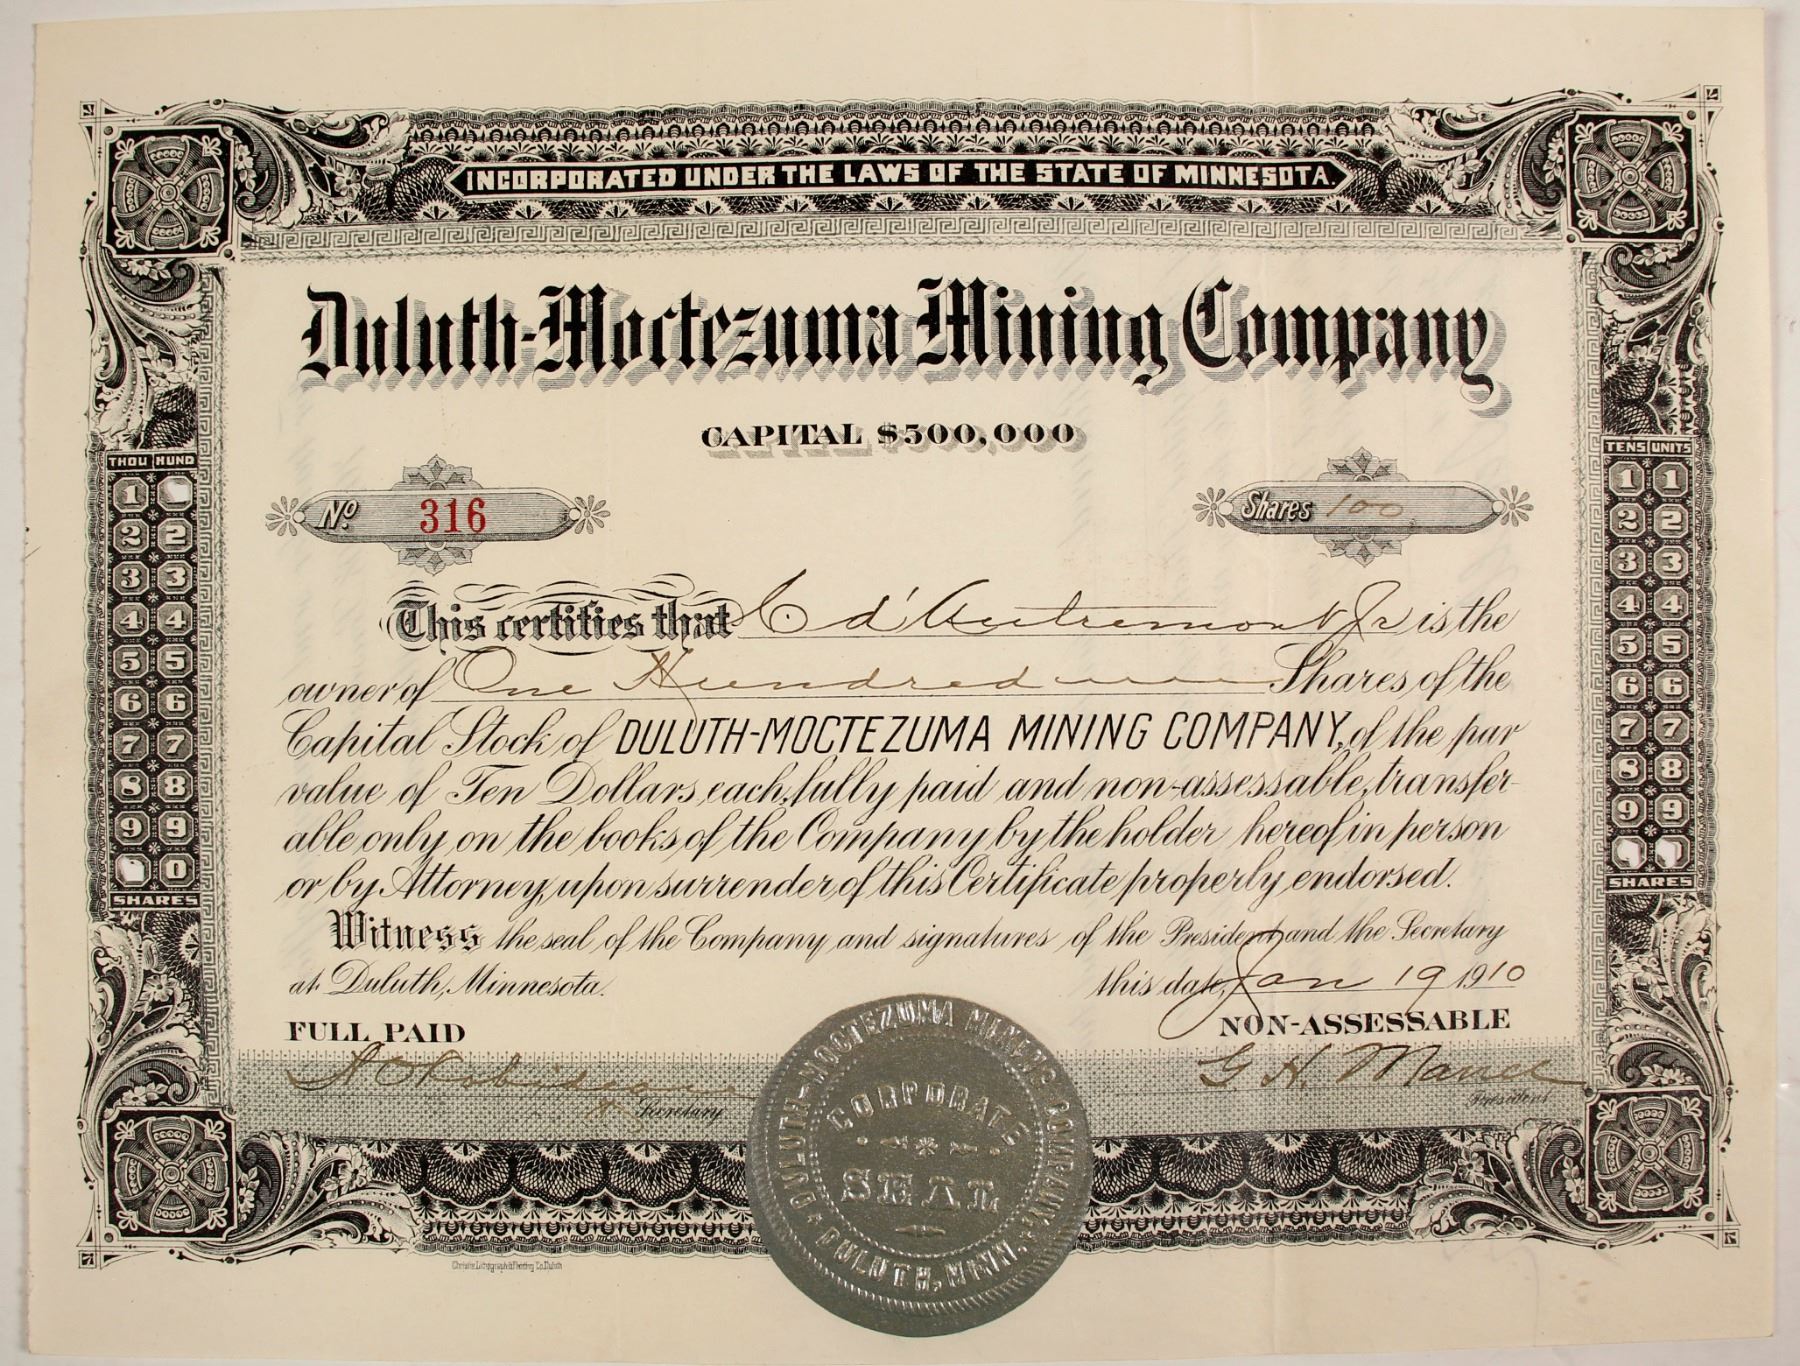 INCORPORATED UNDER THE LAWS OF THE STATE OF MINNESOTA.
Duluth-Moctezuma Mining Company
CAPITAL $500,000
No. 316
Shares 100
THOU HUND
1
2 2
3 3
4 4
5 5
6 6
7 7
8 8
9 9
0
SHARES
TENS UNITS
1 1
2 2
3 3
4 4
5 5
6 6
7 7
8 8
9 9
SHARES
This certifies that C d'Autremont Jr is the
owner of One Hundred Shares of the
Capital Stock of DULUTH-MOCTEZUMA MINING COMPANY, of the par
value of Ten Dollars each, fully paid and non-assessable, transfer-
able only on the books of the Company by the holder hereof in person
or by Attorney, upon surrender of this Certificate properly endorsed.
Witness the seal of the Company and signatures of the President and the Secretary
at Duluth, Minnesota. this date, Jan 19 1910
FULL PAID
NON-ASSESSABLE
Secretary
G H.
President
DULUTH-MOCTEZUMA MINING COMPANY.
CORPORATE
SEAL
DULUTH, MINN.
Christie Lithograph & Printing Co. Duluth